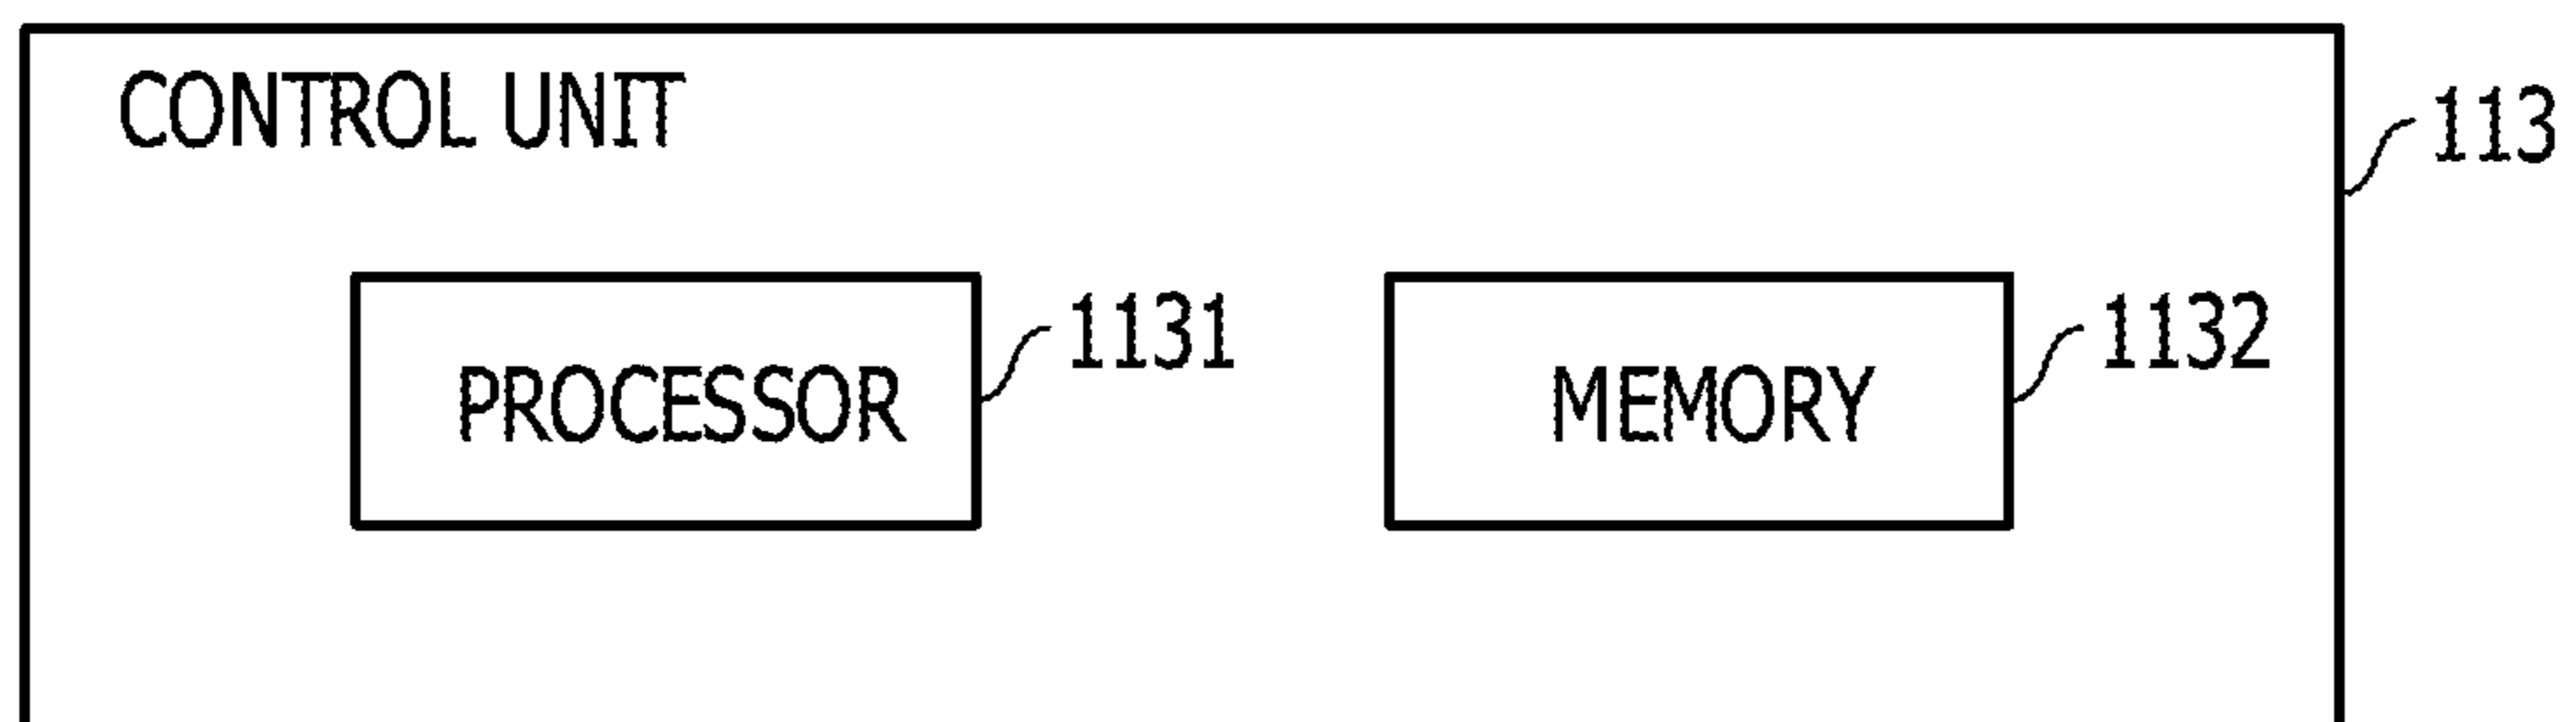 CONTROL UNIT
113
1131
1132
PROCESSOR
MEMORY